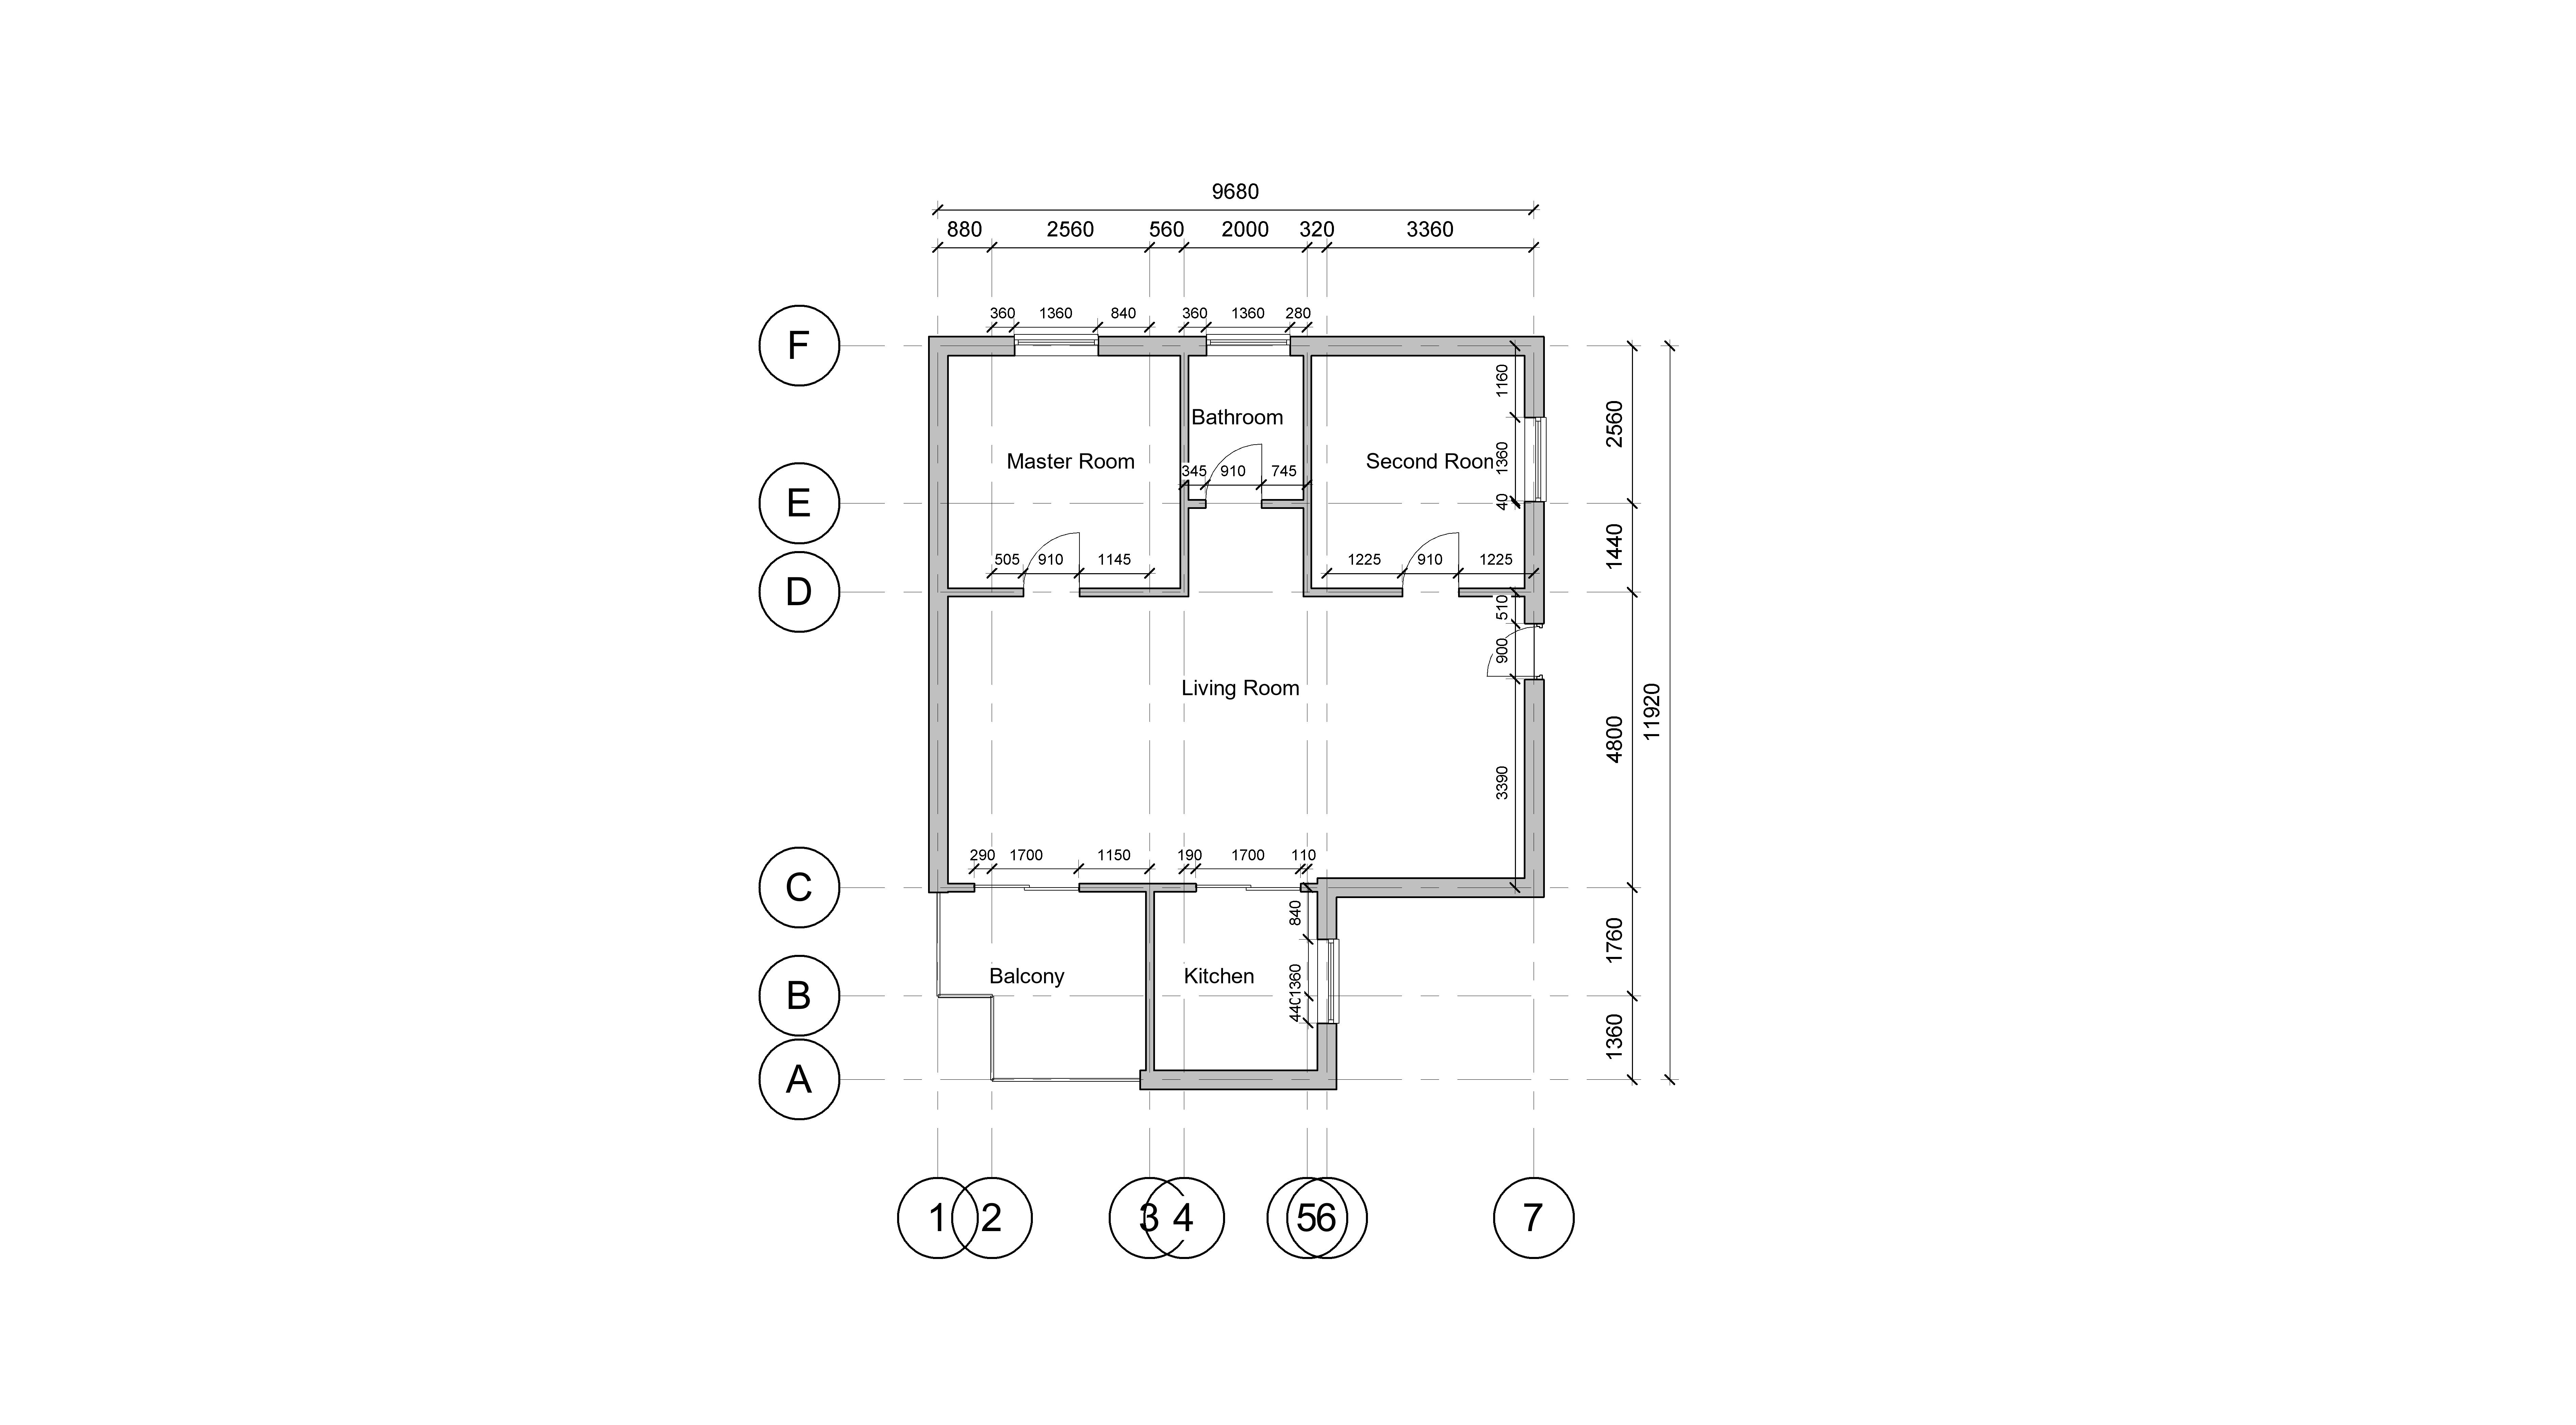 9680
880 2560 560 2000 320 3360
360 1360 840 360 1360 280
F
1160
2560
Bathroom
Master Room
Second Room
1360
345 910 745
40
E
1440
505 910 1145
1225 910 1225
D
510
900
Living Room
11920
4800
3390
290 1700 1150 190 1700 110
C
840
1760
Balcony
Kitchen
1360
B
440
1360
A
1 2 3 4 5 6 7